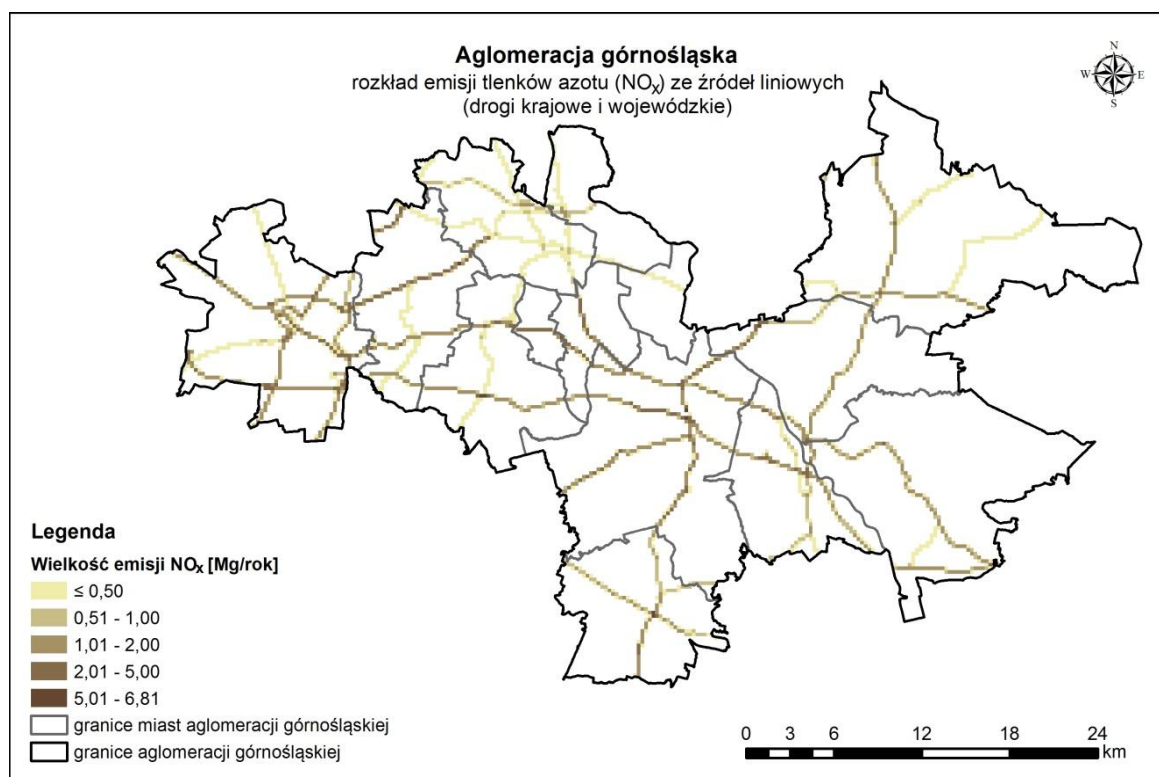 Aglomeracja górnośląska
rozkład emisji tlenków azotu (NOx) ze źródeł liniowych
(drogi krajowe i wojewódzkie)
N
W E
S
Legenda
Wielkość emisji NOx [Mg/rok]
≤ 0,50
0,51 - 1,00
1,01 - 2,00
2,01 - 5,00
5,01 - 6,81
granice miast aglomeracji górnośląskiej
granice aglomeracji górnośląskiej
0 3 6 12 18 24
km